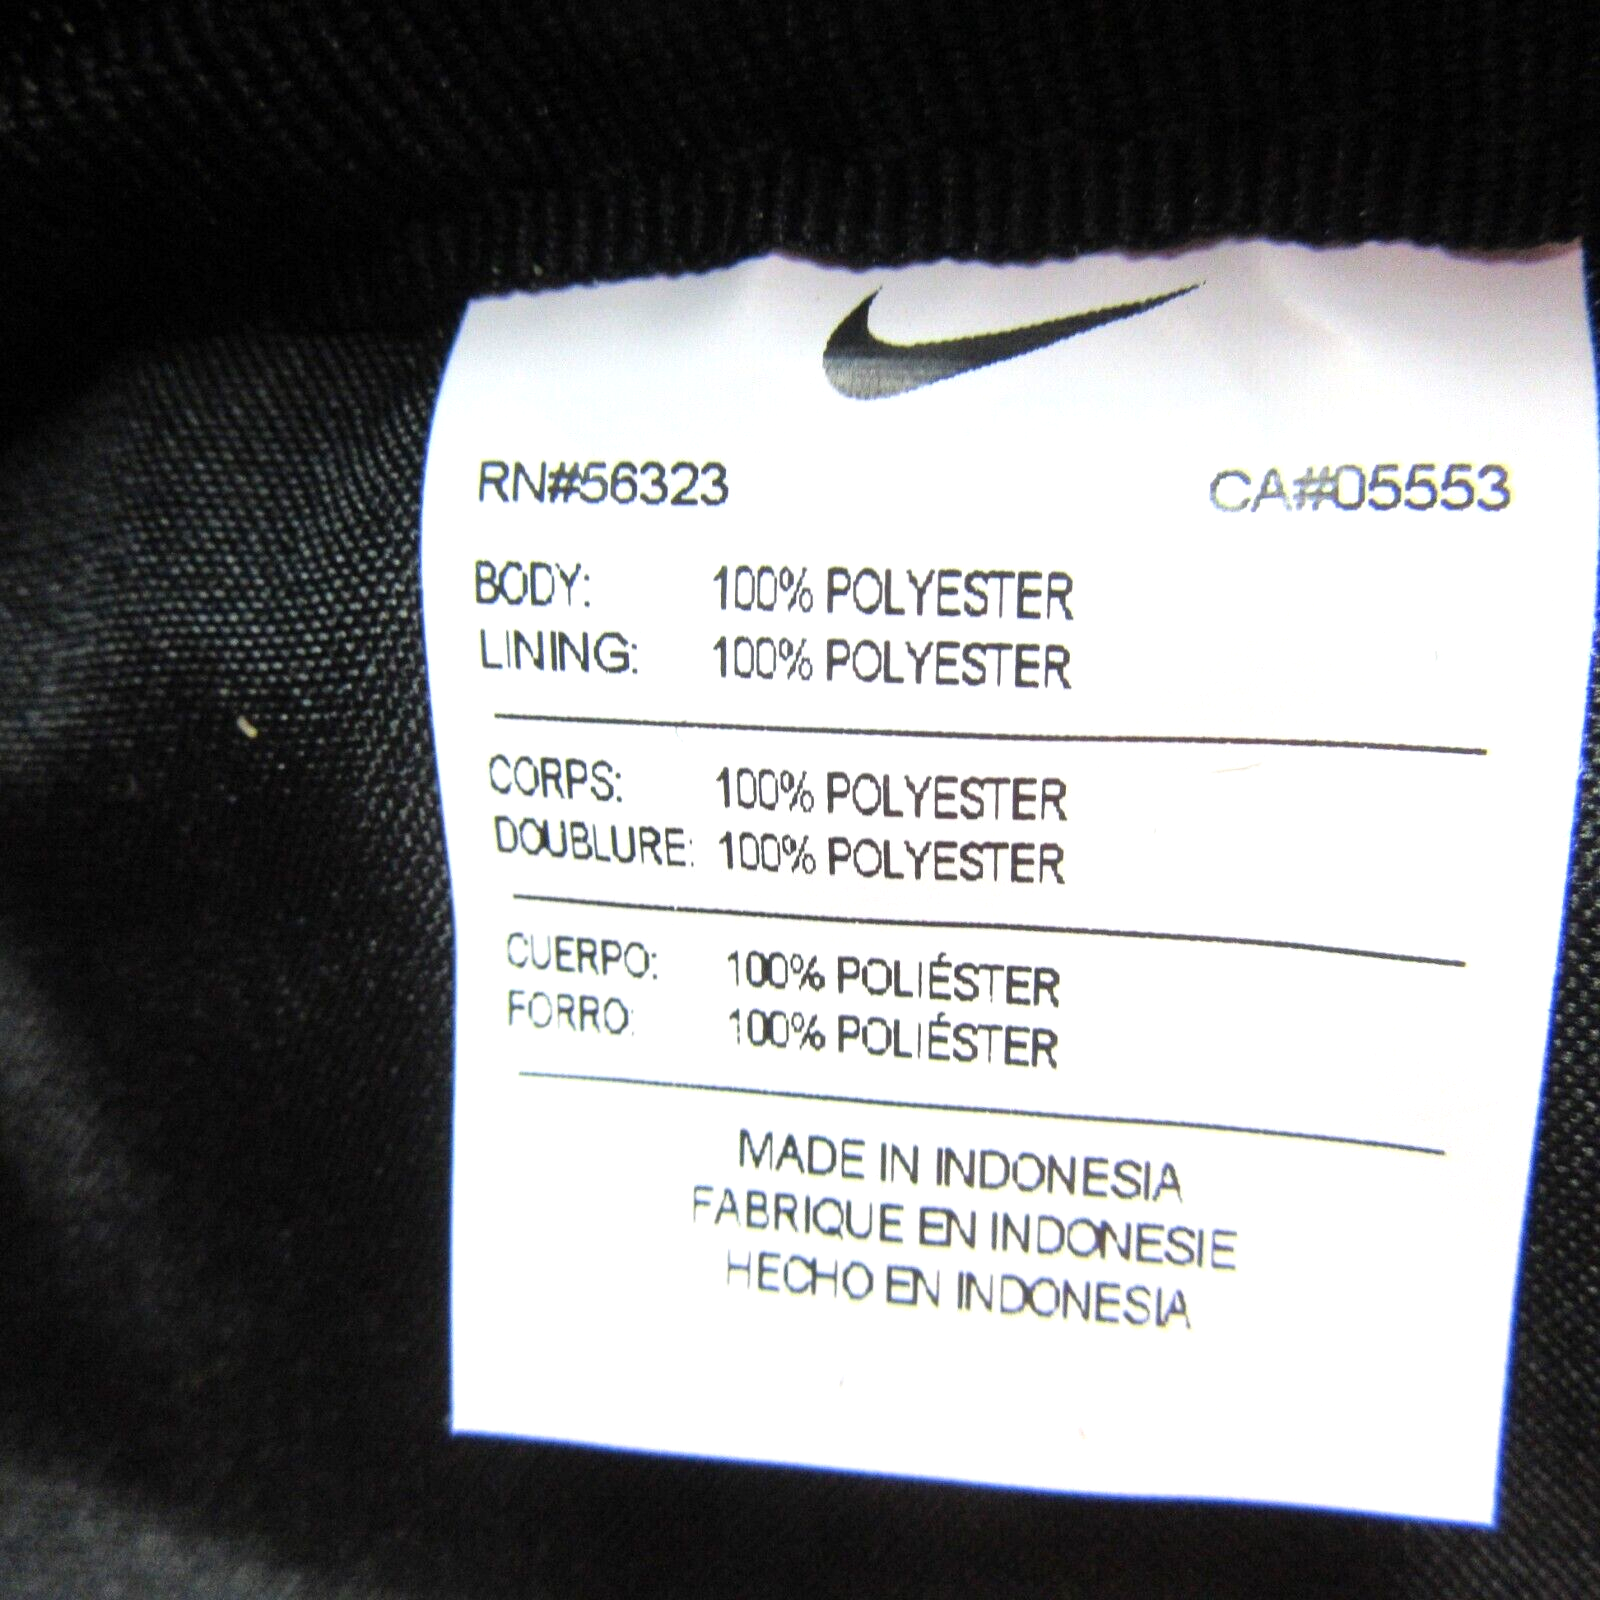 RN#56323 CA#05553
BODY: 100% POLYESTER
LINING: 100% POLYESTER
CORPS: 100% POLYESTER
DOUBLURE: 100% POLYESTER
CUERPO: 100% POLIÉSTER
FORRO: 100% POLIÉSTER
MADE IN INDONESIA
FABRIQUE EN INDONESIE
HECHO EN INDONESIA